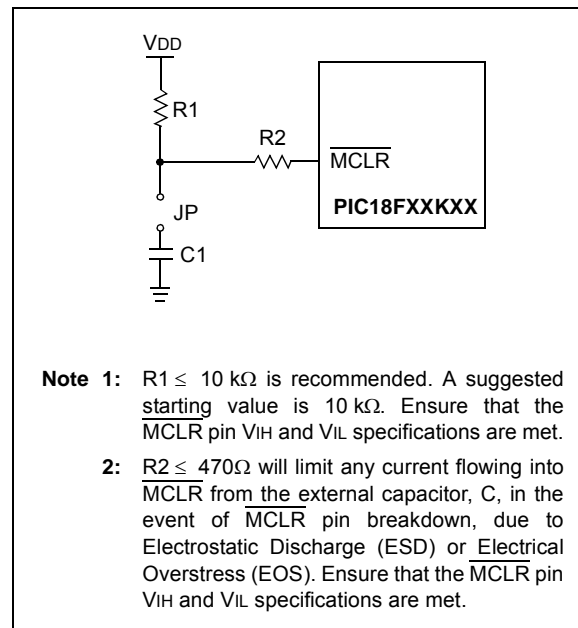 VDD
R1
R2
MCLR
JP
PIC18FXXKXX
C1
Note 1: R1 ≤ 10 kΩ is recommended. A suggested
starting value is 10 kΩ. Ensure that the
MCLR pin VIH and VIL specifications are met.
2: R2 ≤ 470Ω will limit any current flowing into
MCLR from the external capacitor, C, in the
event of MCLR pin breakdown, due to
Electrostatic Discharge (ESD) or Electrical
Overstress (EOS). Ensure that the MCLR pin
VIH and VIL specifications are met.